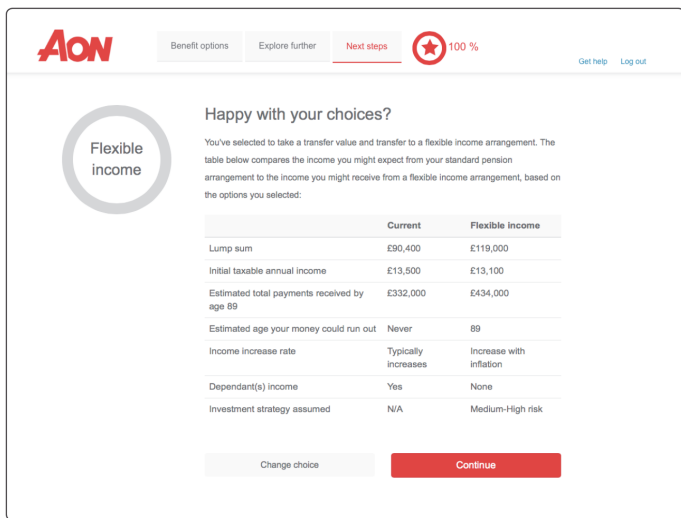 AON
Benefit options
Explore further
Next steps
100 %
Get help
Log out
Flexible
income
Happy with your choices?
You've selected to take a transfer value and transfer to a flexible income arrangement. The
table below compares the income you might expect from your standard pension
arrangement to the income you might receive from a flexible income arrangement, based on
the options you selected:
Current Flexible income
Lump sum £90,400 £119,000
Initial taxable annual income £13,500 £13,100
Estimated total payments received by £332,000 £434,000
age 89
Estimated age your money could run out Never 89
Income increase rate Typically Increase with
increases inflation
Dependant(s) income Yes None
Investment strategy assumed N/A Medium-High risk
Change choice
Continue